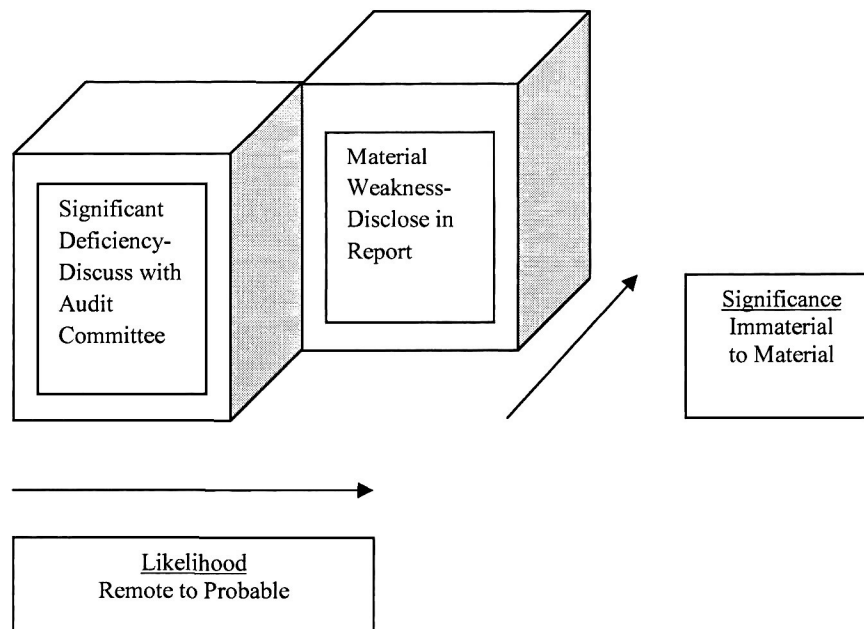 Significant
Deficiency-
Discuss with
Audit
Committee
Material
Weakness-
Disclose in
Report
Significance
Immaterial
to Material
Likelihood
Remote to Probable